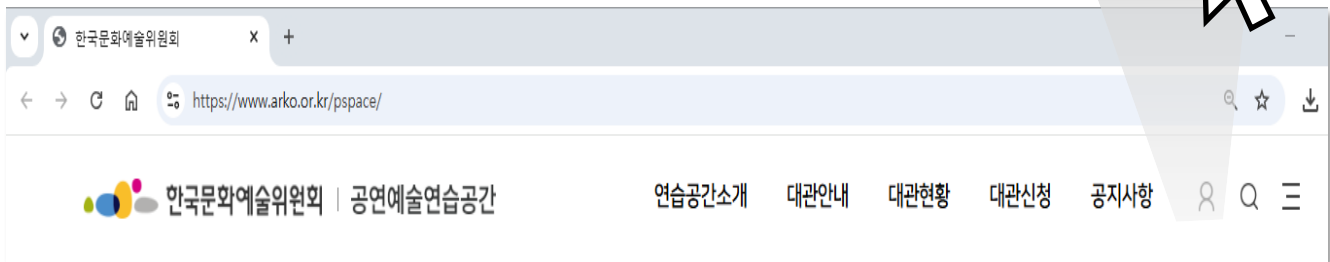 한국문화예술위원회
https://www.arko.or.kr/pspace/
한국문화예술위원회 | 공연예술연습공간 연습공간소개 대관안내 대관현황 대관신청 공지사항